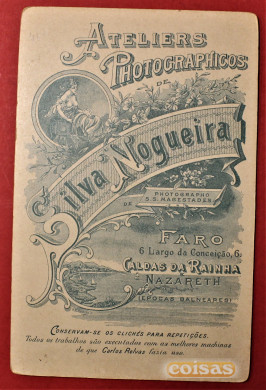 ATELIERS
PHOTOGRAPHICOS
DE
Silva Nogueira
PHOTOGRAPHO
DE S.S. MAGESTADES
FARO
6 Largo da Conceição, 6
CALDAS DA RAINHA
NAZARETH
(EPOCAS BALNEARES)
CONSERVAM-SE OS CLICHÉS PARA REPETIÇÕES.
Todos os trabalhos são executados com as melhores machinas
de que Carlos Relvas fazia uso.
coisas